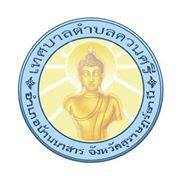 เทศบาลตำบลควนศรี
อำเภอบ้านนาสาร จังหวัดสุราษฎร์ธานี